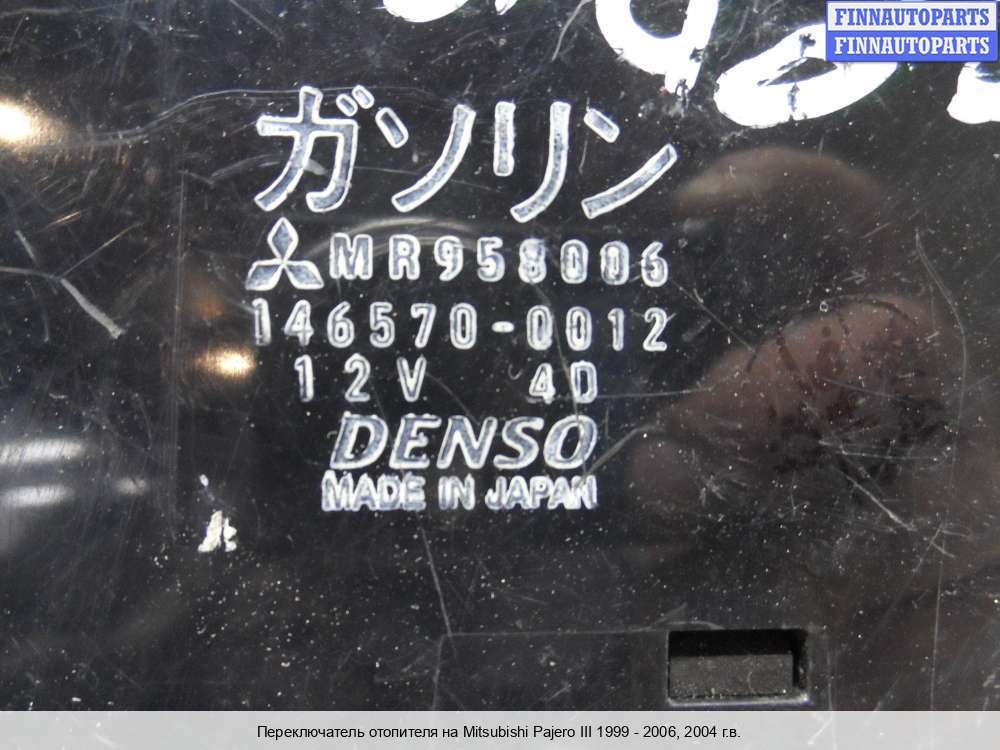 FINNAUTOPARTS
FINNAUTOPARTS
ガソリン
MR958006
146570-0012
12V 4D
DENSO
MADE IN JAPAN
Переключатель отопителя на Mitsubishi Pajero III 1999 - 2006, 2004 г.в.